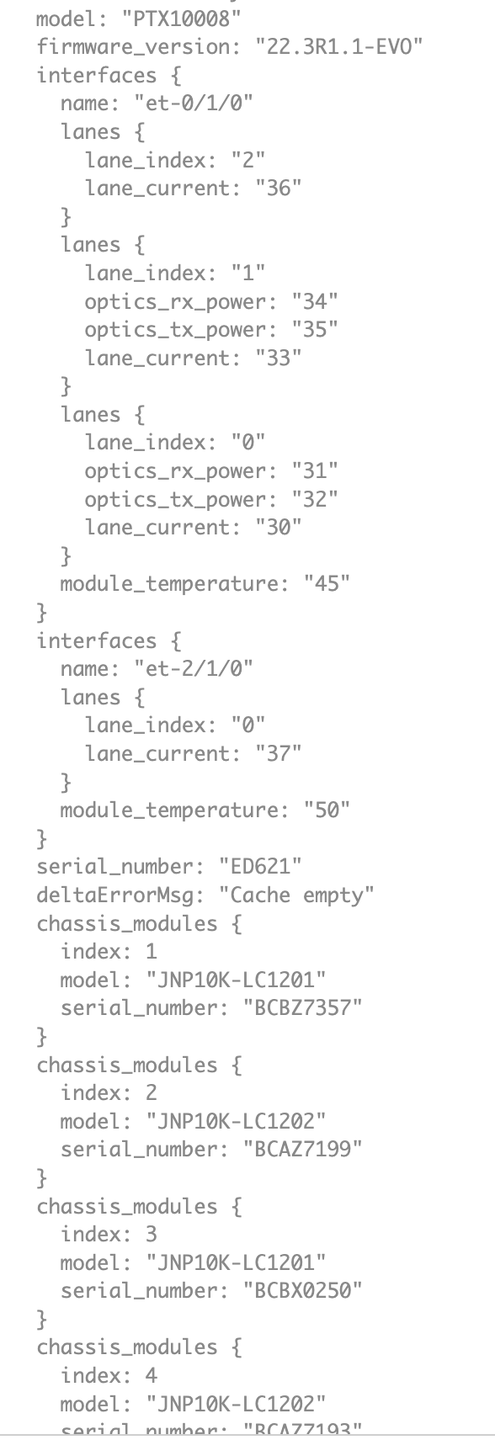 model: "PTX10008"
firmware_version: "22.3R1.1-EVO"
interfaces {
name: "et-0/1/0"
lanes {
lane_index: "2"
lane_current: "36"
}
lanes {
lane_index: "1"
optics_rx_power: "34"
optics_tx_power: "35"
lane_current: "33"
}
lanes {
lane_index: "0"
optics_rx_power: "31"
optics_tx_power: "32"
lane_current: "30"
}
module_temperature: "45"
}
interfaces {
name: "et-2/1/0"
lanes {
lane_index: "0"
lane_current: "37"
}
module_temperature: "50"
}
serial_number: "ED621"
deltaErrorMsg: "Cache empty"
chassis_modules {
index: 1
model: "JNP10K-LC1201"
serial_number: "BCBZ7357"
}
chassis_modules {
index: 2
model: "JNP10K-LC1202"
serial_number: "BCAZ7199"
}
chassis_modules {
index: 3
model: "JNP10K-LC1201"
serial_number: "BCBX0250"
}
chassis_modules {
index: 4
model: "JNP10K-LC1202"
serial_number: "BCAZ7193"